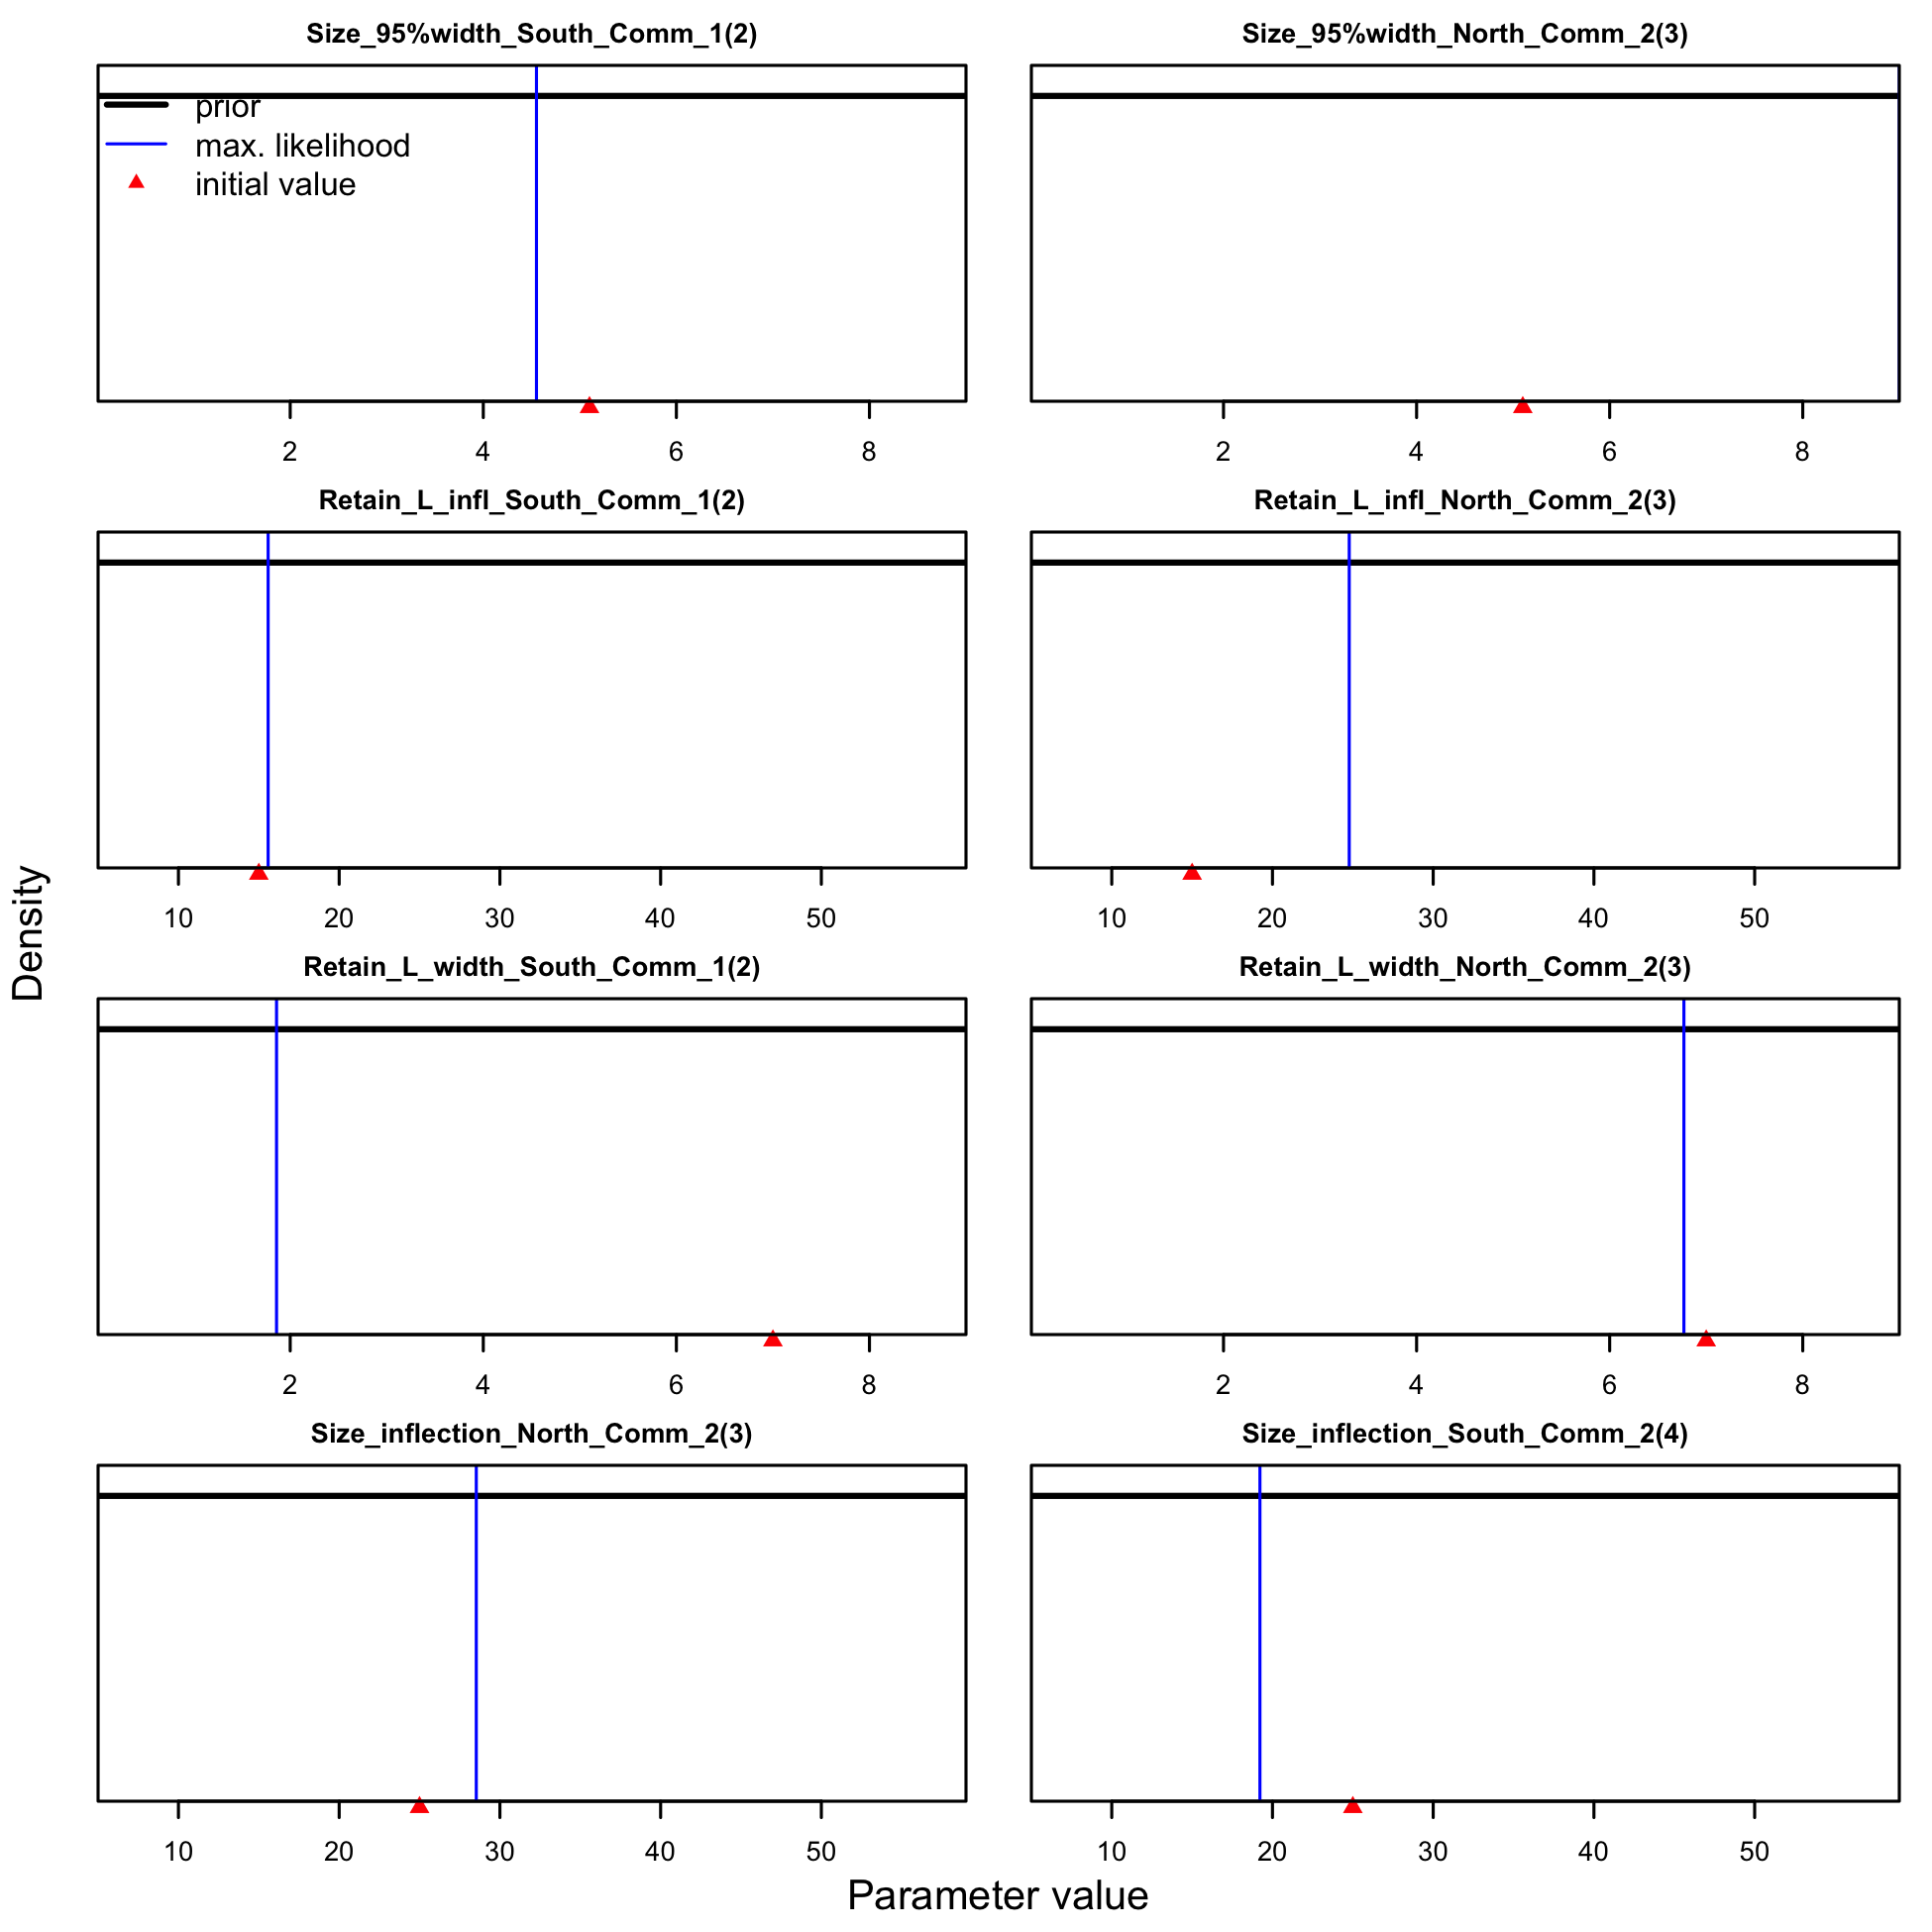 Size_95%width_South_Comm_1(2)
prior
max. likelihood
initial value
2 4 6 8
Size_95%width_North_Comm_2(3)
2 4 6 8
Retain_L_infl_South_Comm_1(2)
10 20 30 40 50
Retain_L_infl_North_Comm_2(3)
10 20 30 40 50
Retain_L_width_South_Comm_1(2)
2 4 6 8
Retain_L_width_North_Comm_2(3)
2 4 6 8
Size_inflection_North_Comm_2(3)
10 20 30 40 50
Size_inflection_South_Comm_2(4)
10 20 30 40 50
Density
Parameter value